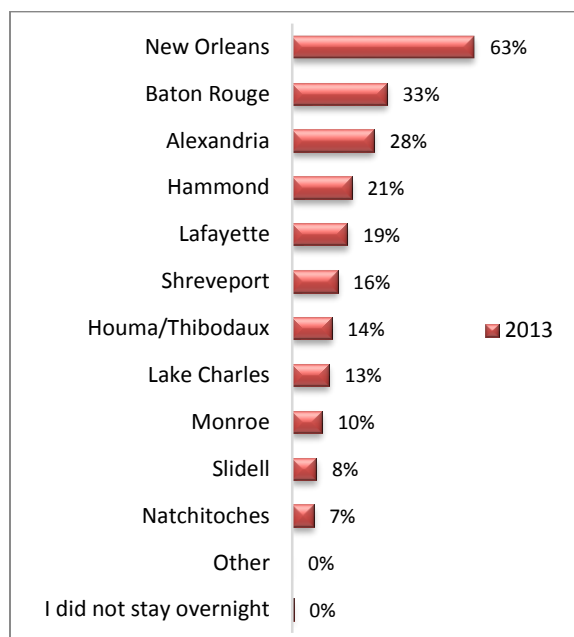 New Orleans 63%
Baton Rouge 33%
Alexandria 28%
Hammond 21%
Lafayette 19%
Shreveport 16%
Houma/Thibodaux 14% 2013
Lake Charles 13%
Monroe 10%
Slidell 8%
Natchitoches 7%
Other 0%
I did not stay overnight 0%